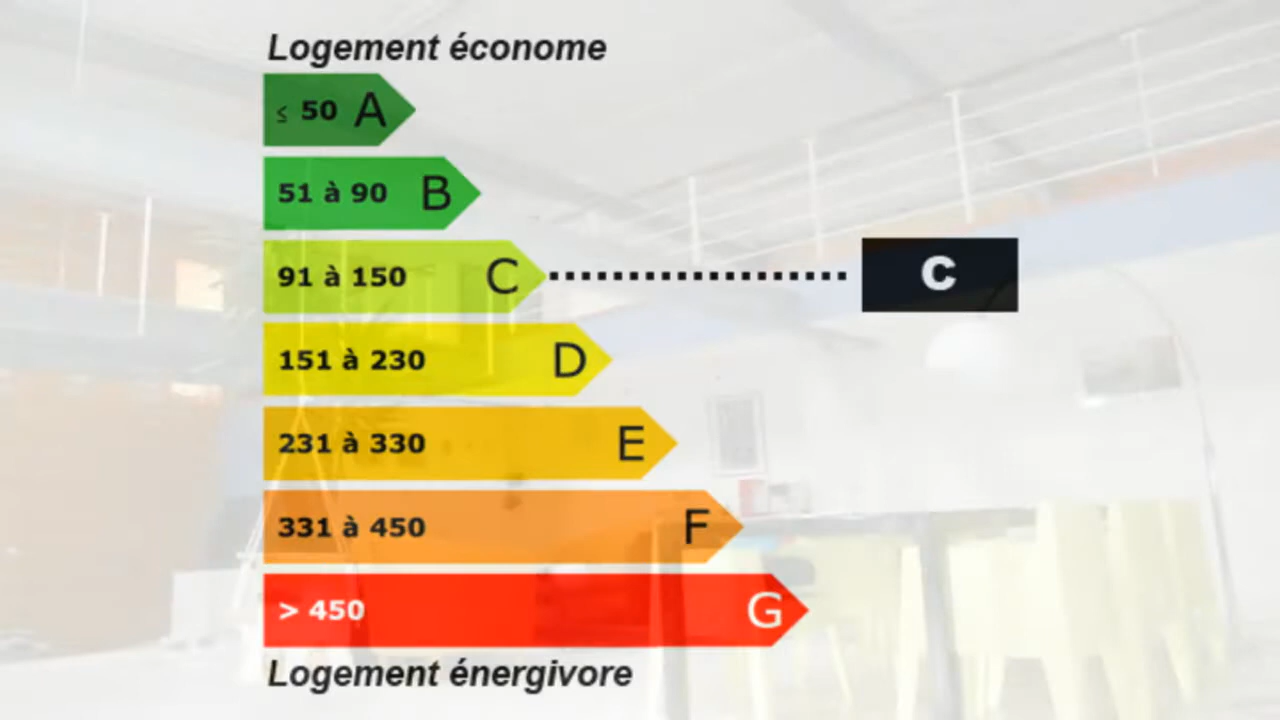 Logement économe
≤ 50 A
51 à 90 B
91 à 150 C C
151 à 230 D
231 à 330 E
331 à 450 F
> 450 G
Logement énergivore